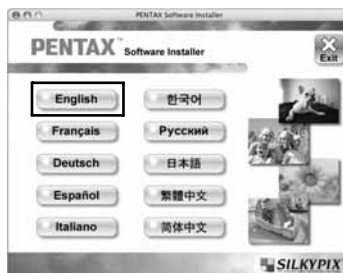 PENTAX Software Installer
PENTAX Software Installer
Exit
English
한국어
Français
Русский
Deutsch
日本語
Español
繁體中文
Italiano
简体中文
SILKYPIX